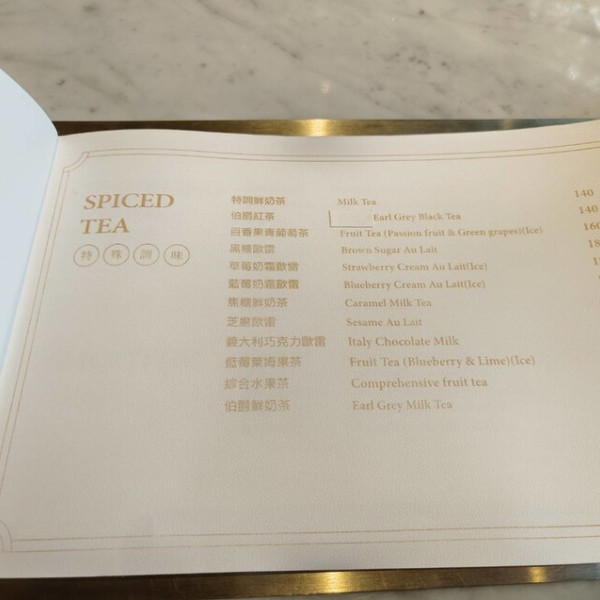 SPICED
TEA
特殊調味
特調鮮奶茶 Milk Tea 140
伯爵紅茶 Earl Grey Black Tea 140
百香果青葡萄茶 Fruit Tea (Passion fruit & Green grapes)(Ice)
黑糖歐蕾 Brown Sugar Au Lait
草莓奶霜歐蕾 Strawberry Cream Au Lait(Ice)
藍莓奶霜歐蕾 Blueberry Cream Au Lait(Ice)
焦糖鮮奶茶 Caramel Milk Tea
芝麻歐蕾 Sesame Au Lait
義大利巧克力歐蕾 Italy Chocolate Milk
藍莓萊姆果茶 Fruit Tea (Blueberry & Lime)(Ice)
綜合水果茶 Comprehensive fruit tea
伯爵鮮奶茶 Earl Grey Milk Tea